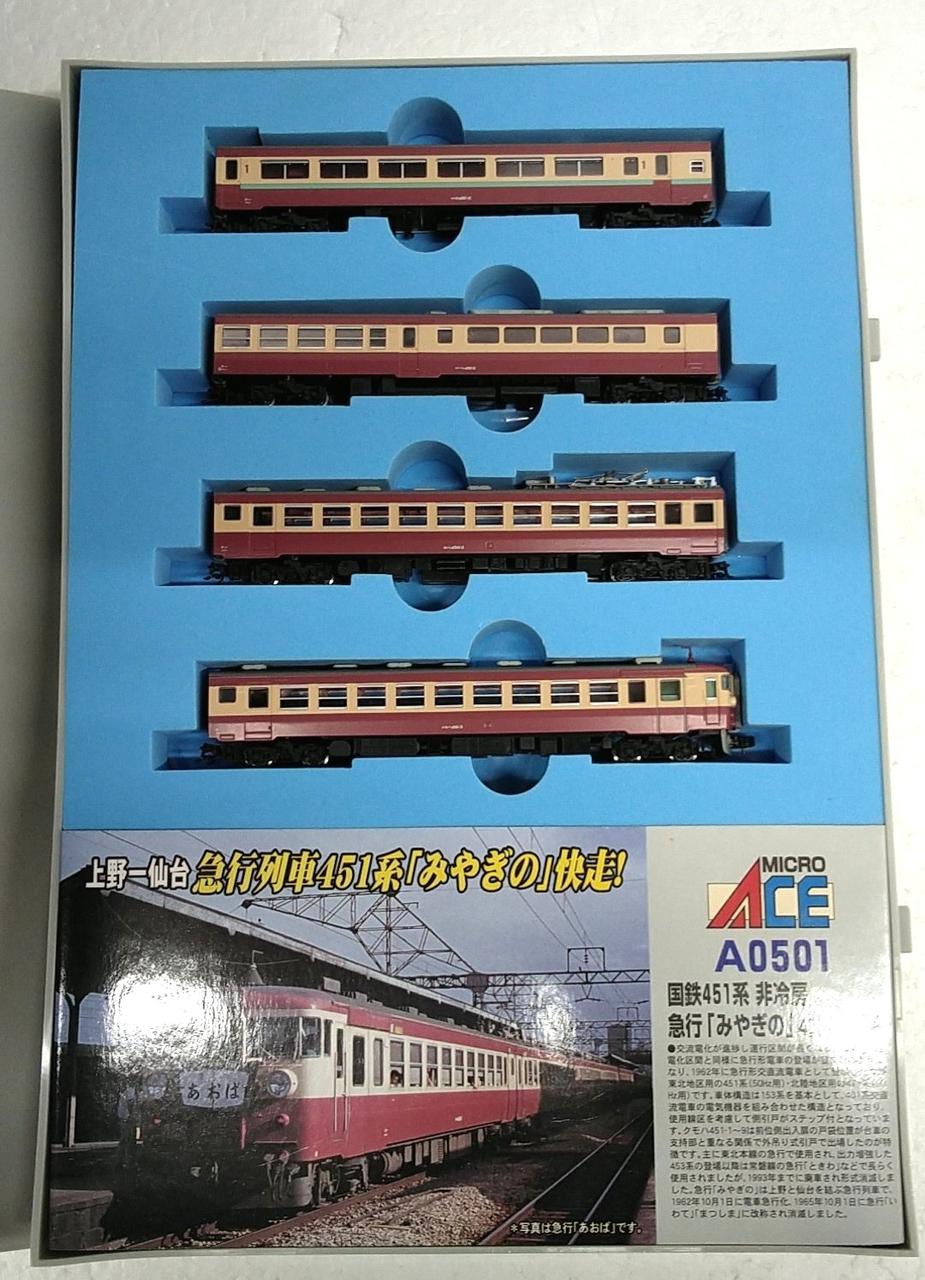 1
1
上野ー仙台 急行列車451系「みやぎの」快走!
MICRO
ACE
A0501
国鉄451系 非冷房
急行「みやぎの」
あおば
●交流電化が進捗し運行区間が長く
電化区間と同様に急行形電車の登場が
なり、1962年に急行形交直流電車として
東北地区用の451系(50Hz用)・北陸地区用
Hz用)です。車体構造は153系を基本として、401系交直
流電車の電気機器を組み合わせた構造となっており、
使用線区を考慮して側引戸がステップ付となっていま
す。クモハ451-1～9は前位側出入扉の戸袋位置が台車の
支持部と重なる関係で外吊り式引戸で出場したのが特
徴です。主に東北本線の急行で使用され、出力増強した
453系の登場以降は常磐線の急行「ときわ」などで長らく
使用されましたが、1993年までに廃車され形式消滅しま
した。急行「みやぎの」は上野と仙台を結ぶ急行列車で、
1962年10月1日に電車急行化、1965年10月1日に急行「い
わて」「まつしま」に改称され消滅しました。
＊写真は急行「あおば」です。